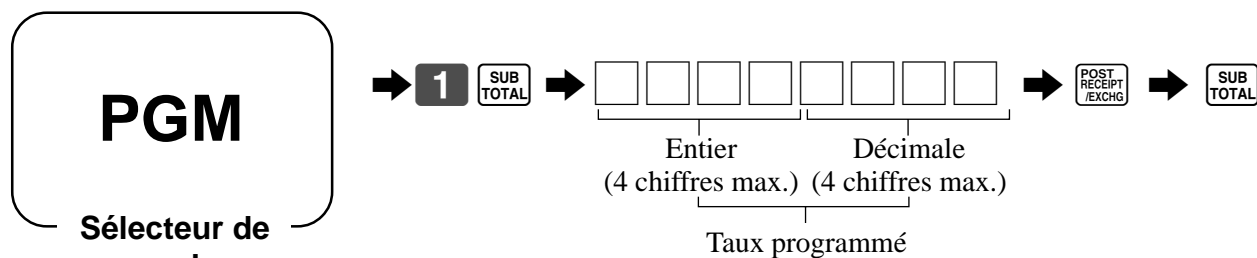 PGM
Sélecteur de
1
SUB
TOTAL
Entier
(4 chiffres max.)
Décimale
(4 chiffres max.)
Taux programmé
POST
RECEIPT
/EXCHG
SUB
TOTAL